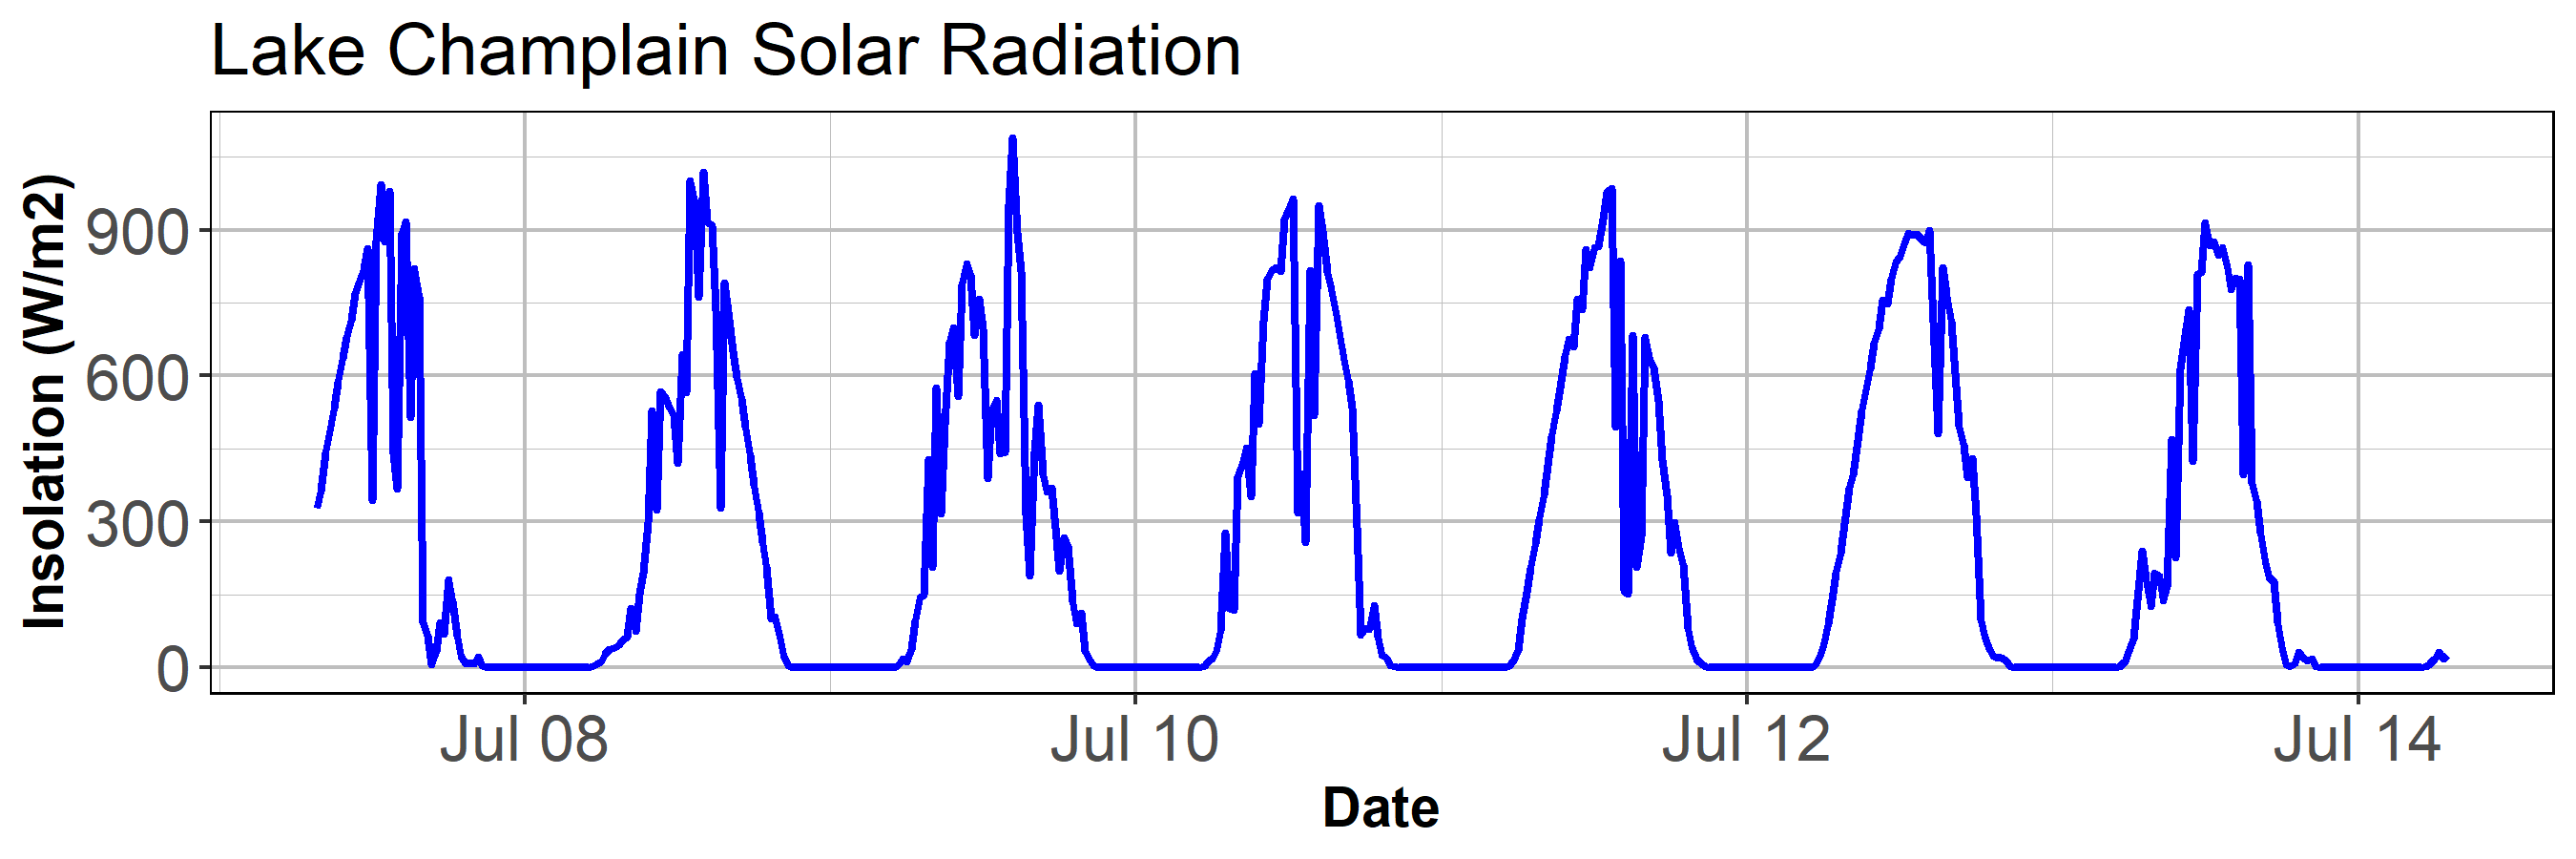 Lake Champlain Solar Radiation
Insolation (W/m2)
900
600
300
0
Jul 08
Jul 10
Jul 12
Jul 14
Date